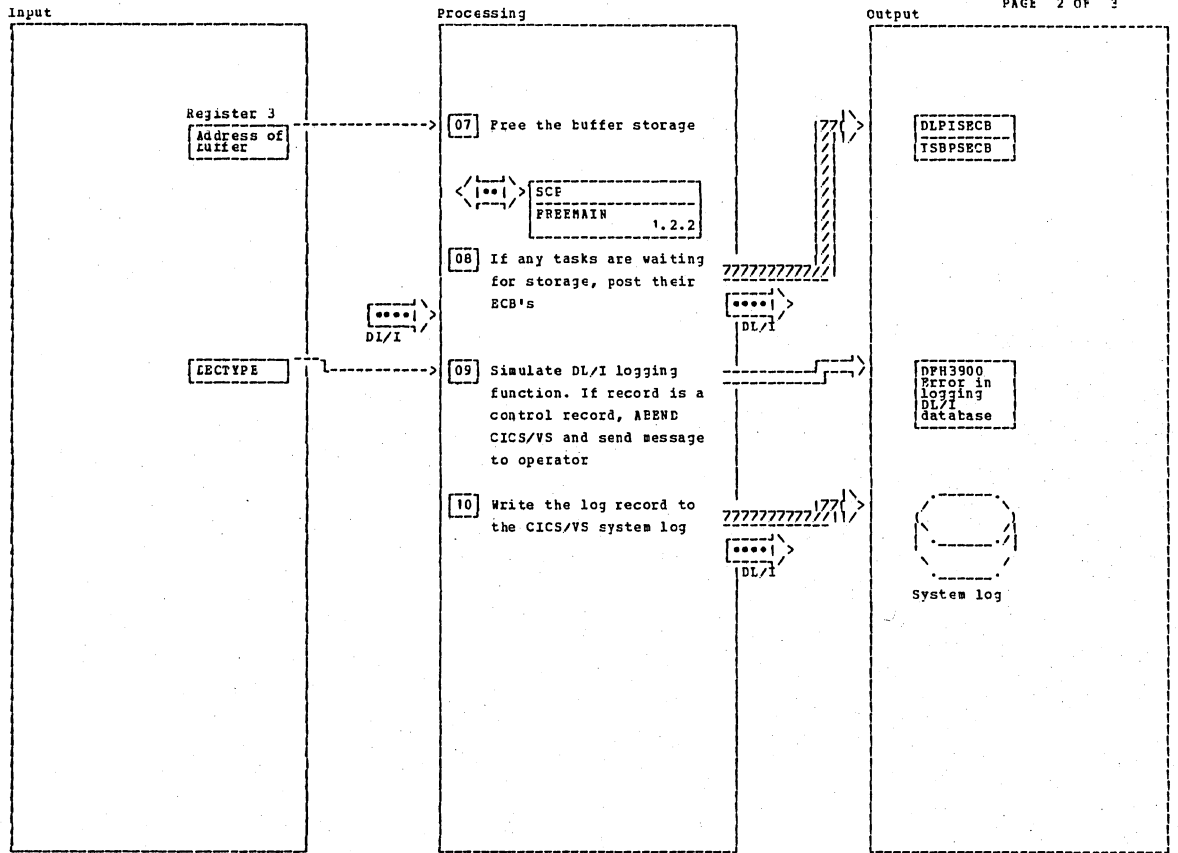 PAGE 2 OF 3
Input
Processing
Output
Register 3
Address of
buffer
07 Free the buffer storage
DLPISECB
TSBPSECB
SCP
FREEMAIN
1.2.2
08 If any tasks are waiting
for storage, post their
ECB's
DL/I
DL/I
LECTYPE
09 Simulate DL/I logging
function. If record is a
control record, ABEND
CICS/VS and send message
to operator
DFH3900
Error in
logging
DL/I
database
10 Write the log record to
the CICS/VS system log
DL/I
System log